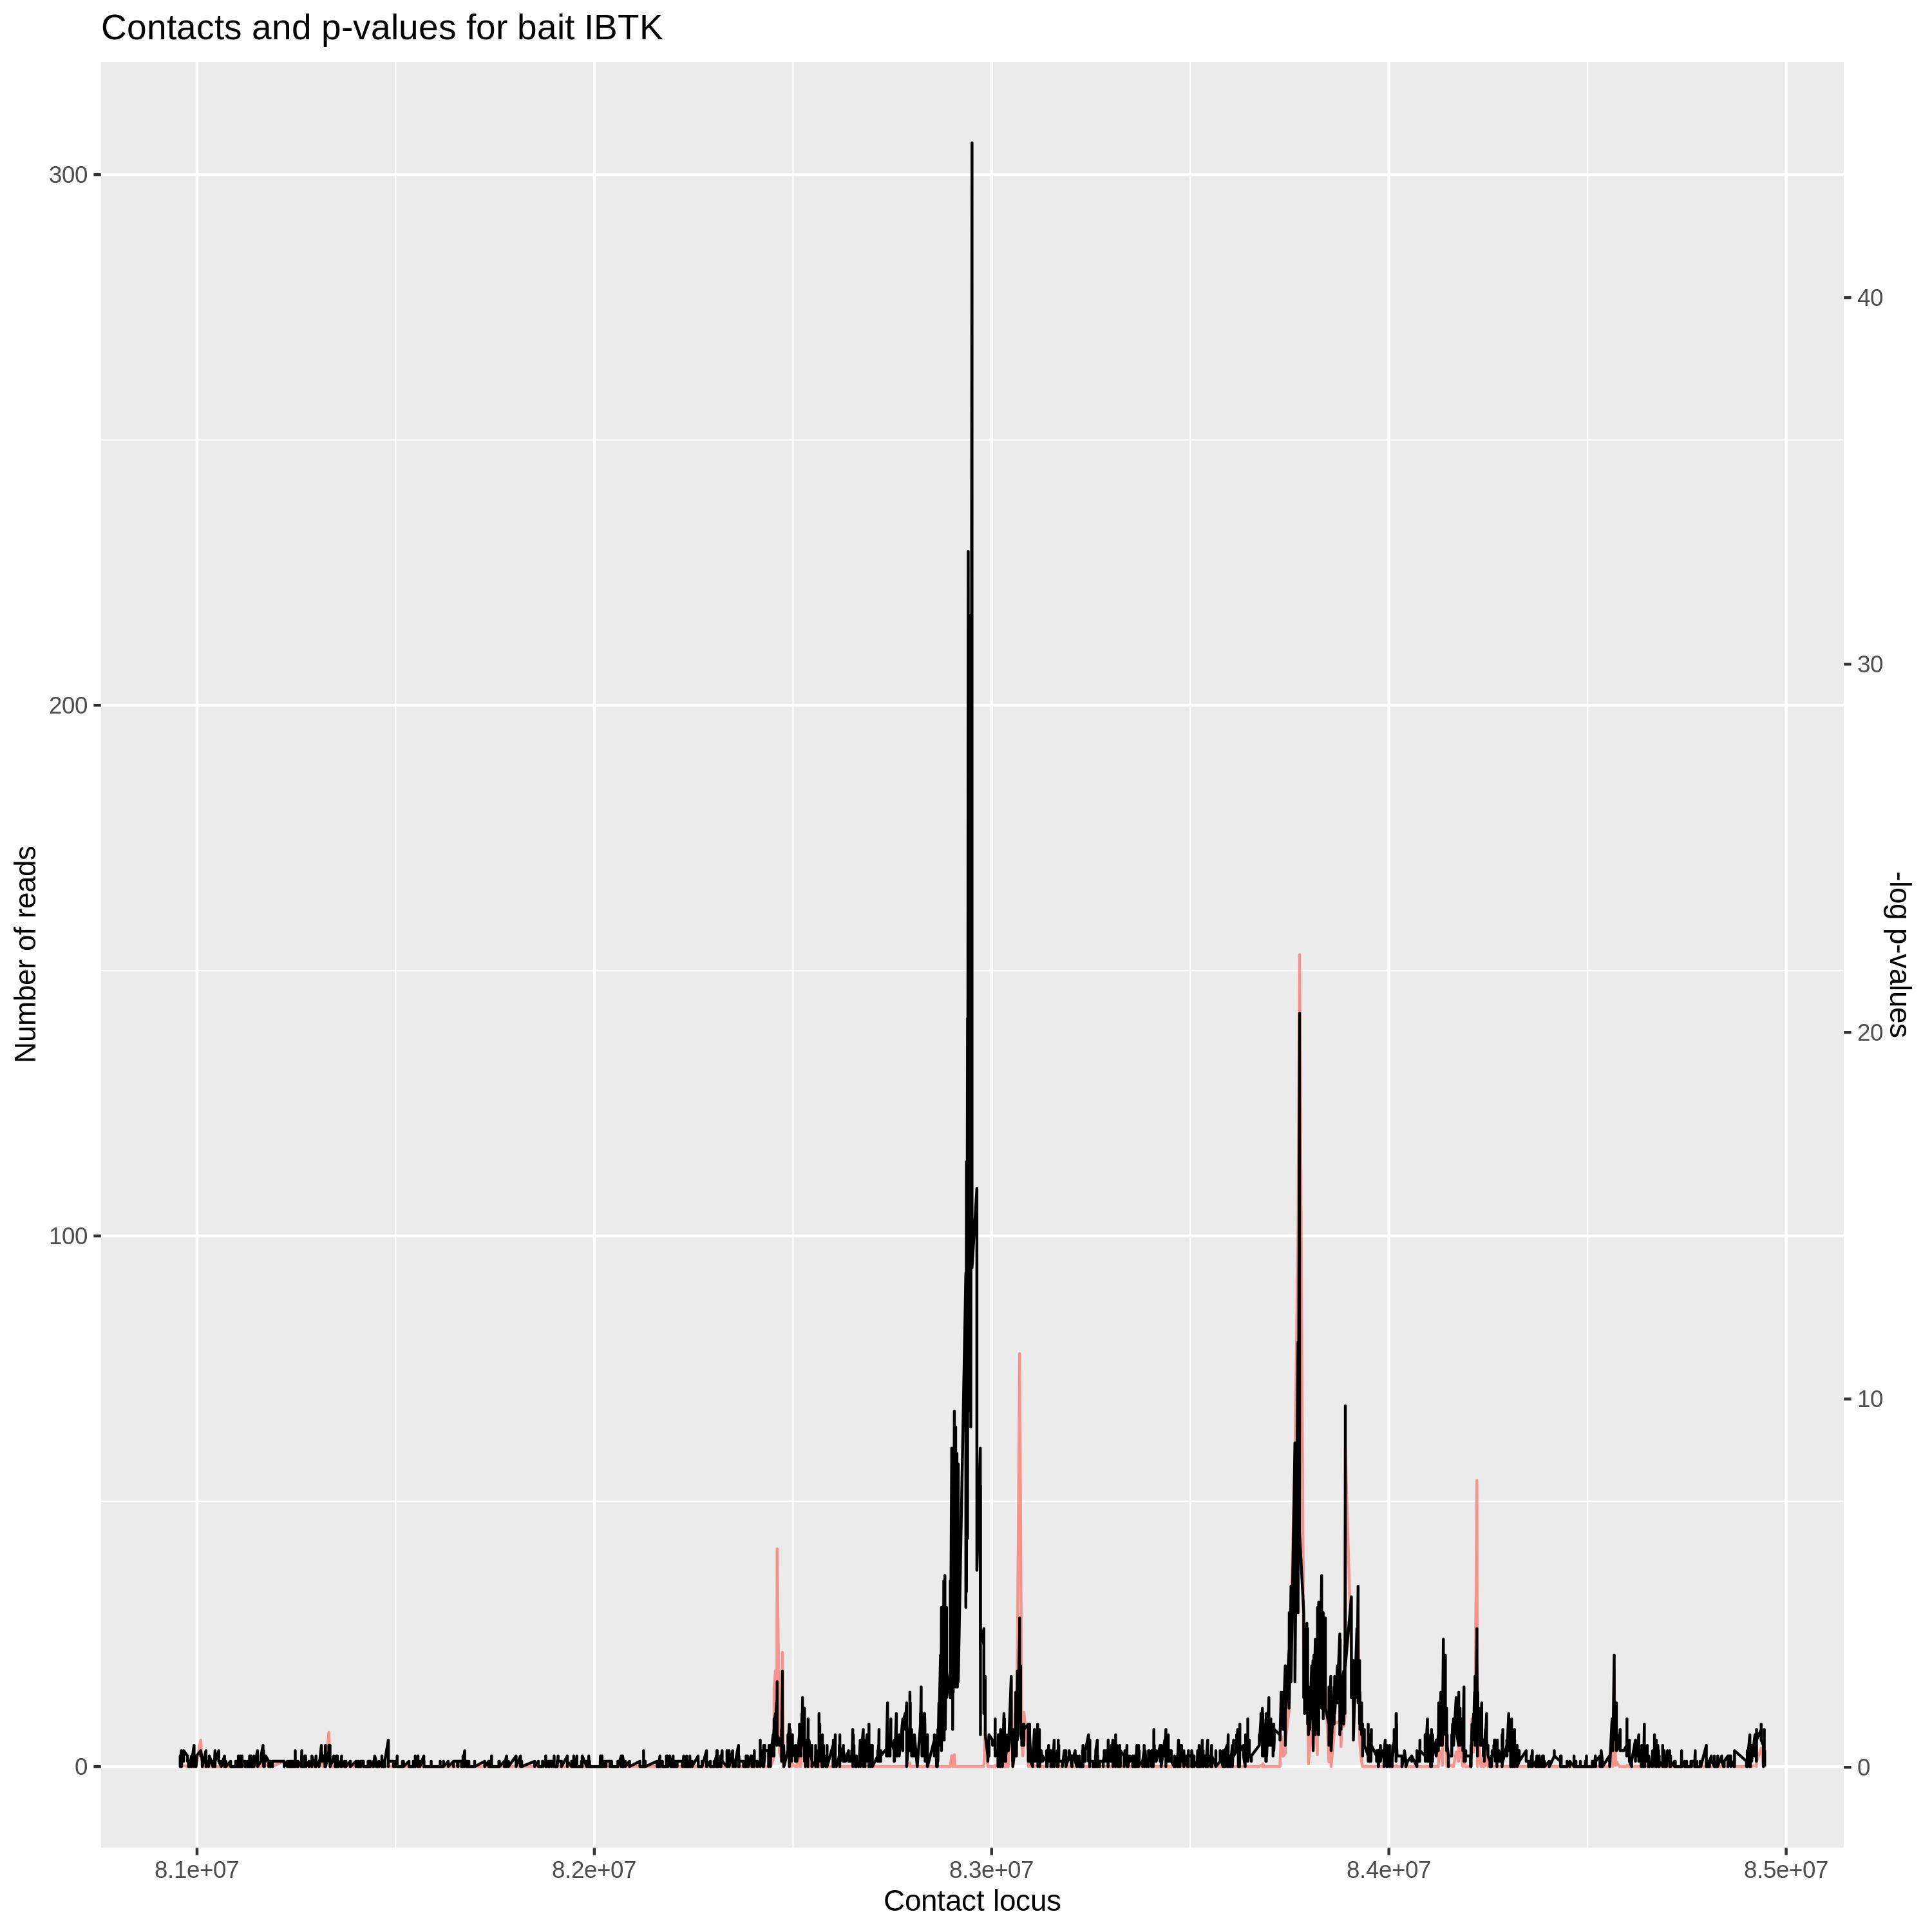 Contacts and p-values for bait IBTK
300
200
100
0
Number of reads
40
30
20
10
0
-log p-values
8.1e+07
8.2e+07
8.3e+07
8.4e+07
8.5e+07
Contact locus